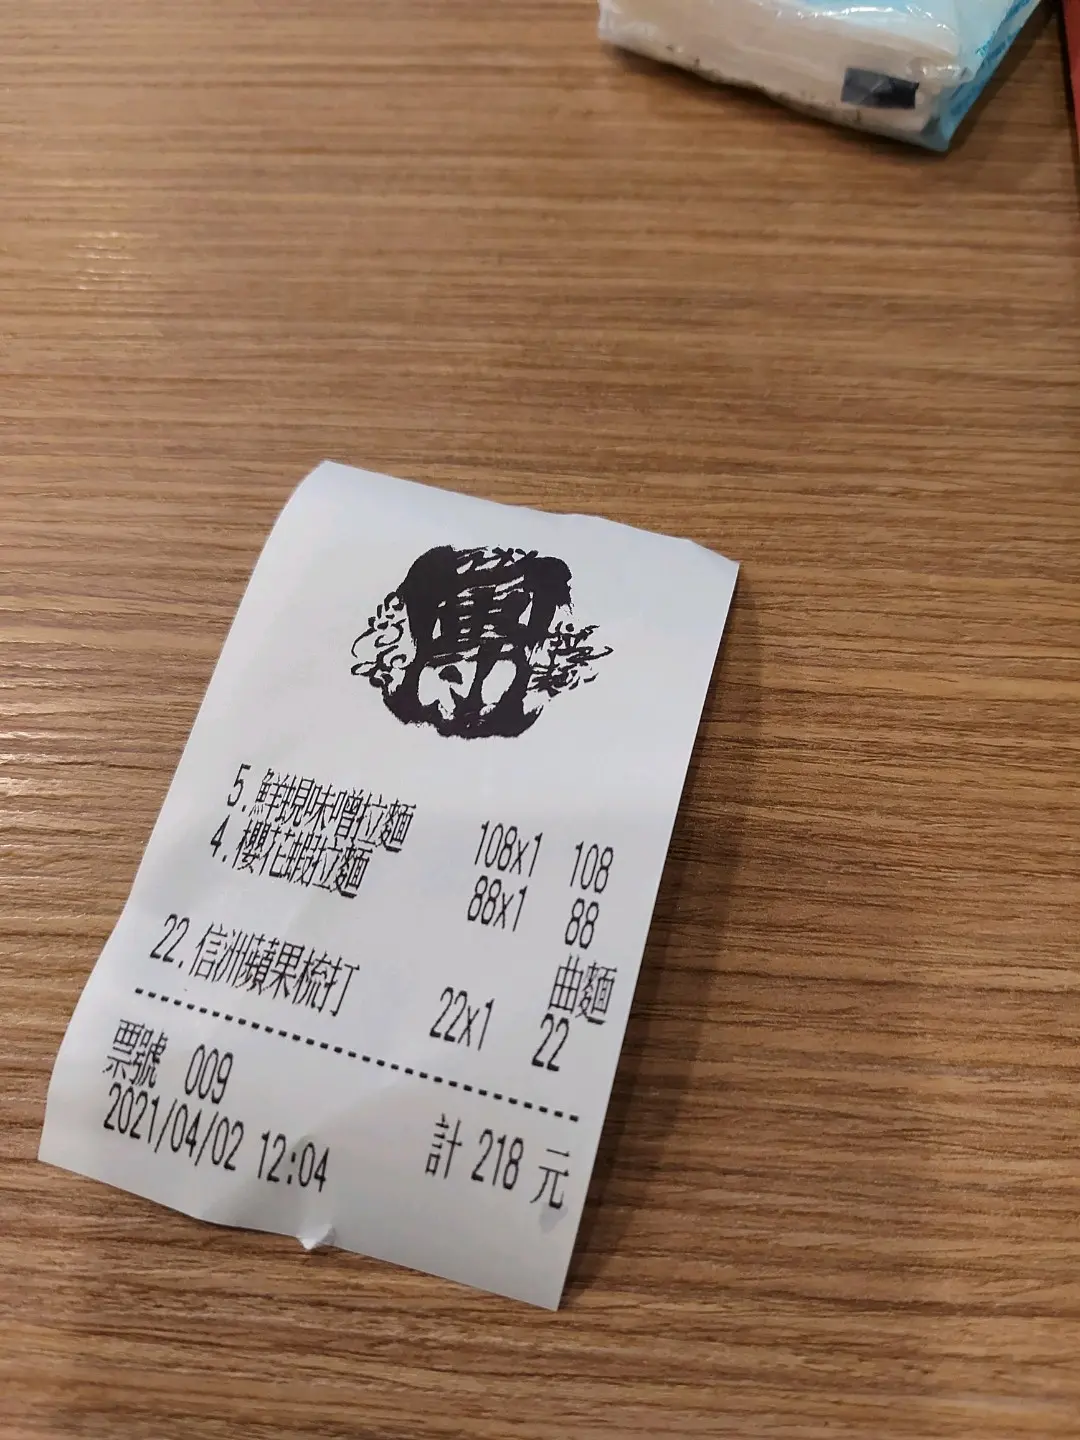 5.鮮蜆味噌拉麵 108x1 108
4.櫻花蝦拉麵 88x1 88
曲麵
22.信洲蘋果梳打 22x1 22
票號 009
2021/04/02 12:04 計 218 元